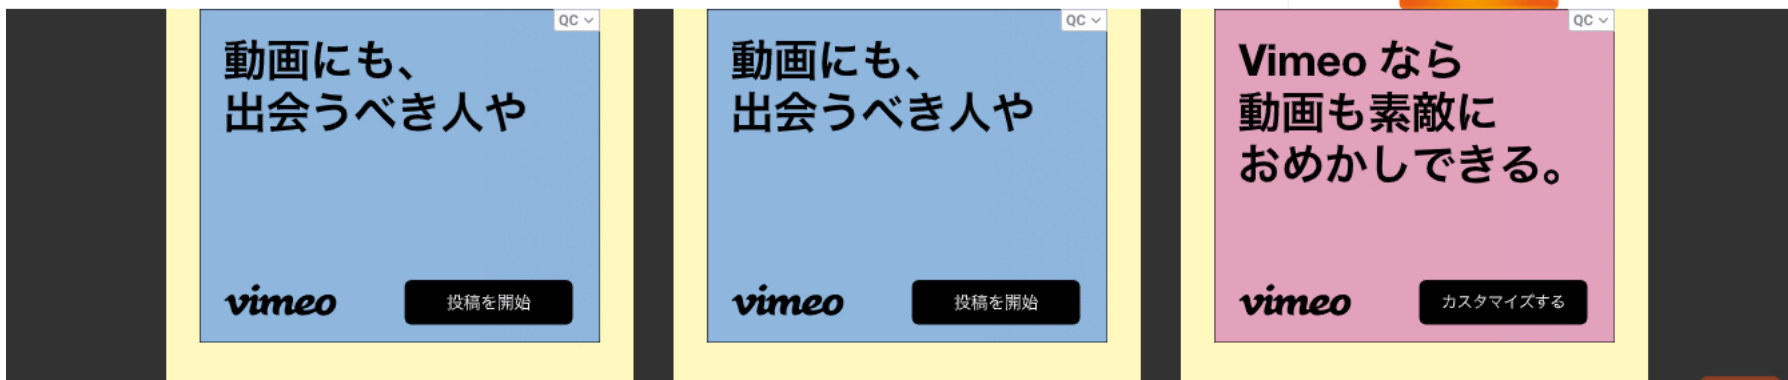 QC
動画にも、
出会うべき人や
vimeo
投稿を開始
QC
動画にも、
出会うべき人や
vimeo
投稿を開始
QC
Vimeo なら
動画も素敵に
おめかしできる。
vimeo
カスタマイズする